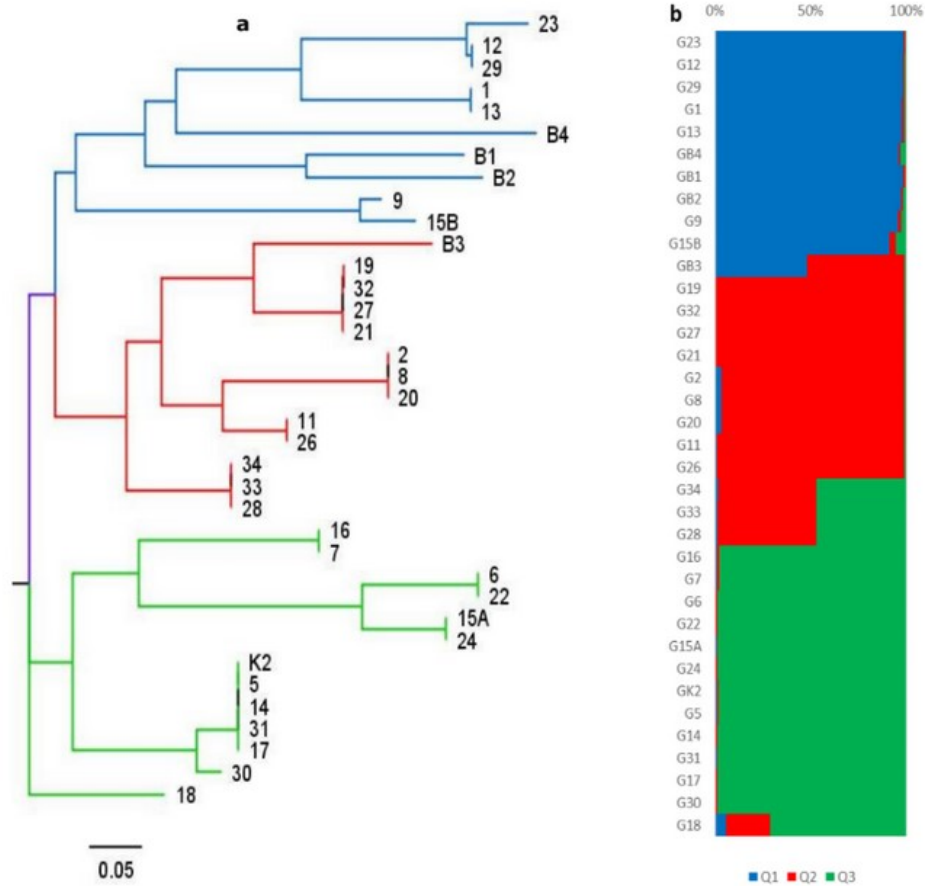 a
23
12
29
1
13
B4
B1
B2
9
15B
B3
19
32
27
21
2
8
20
11
26
34
33
28
16
7
6
22
15A
24
K2
5
14
31
17
30
18
0.05
b
0% 50% 100%
G23
G12
G29
G1
G13
GB4
GB1
GB2
G9
G15B
GB3
G19
G32
G27
G21
G2
G8
G20
G11
G26
G34
G33
G28
G16
G7
G6
G22
G15A
G24
GK2
G5
G14
G31
G17
G30
G18
Q1 Q2 Q3